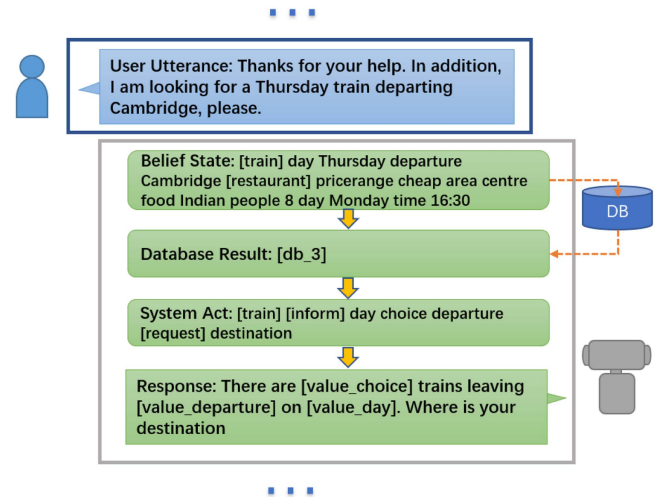 User Utterance: Thanks for your help. In addition,
I am looking for a Thursday train departing
Cambridge, please.
Belief State: [train] day Thursday departure
Cambridge [restaurant] pricerange cheap area centre
food Indian people 8 day Monday time 16:30
DB
Database Result: [db_3]
System Act: [train] [inform] day choice departure
[request] destination
Response: There are [value_choice] trains leaving
[value_departure] on [value_day]. Where is your
destination